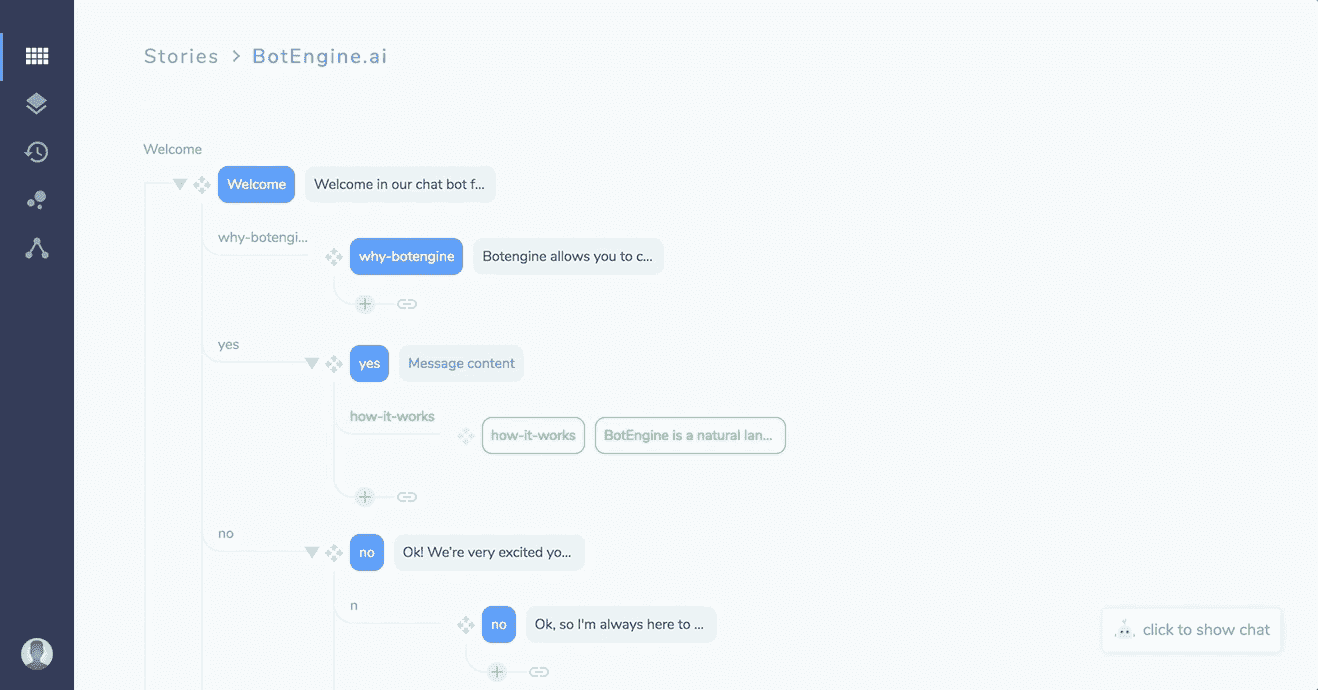 Stories > BotEngine.ai
Welcome
Welcome Welcome in our chat bot f...
why-botengi...
why-botengine Botengine allows you to c...
yes
yes Message content
how-it-works
how-it-works BotEngine is a natural lan...
no
no Ok! We're very excited yo...
n
no Ok, so I'm always here to ...
click to show chat